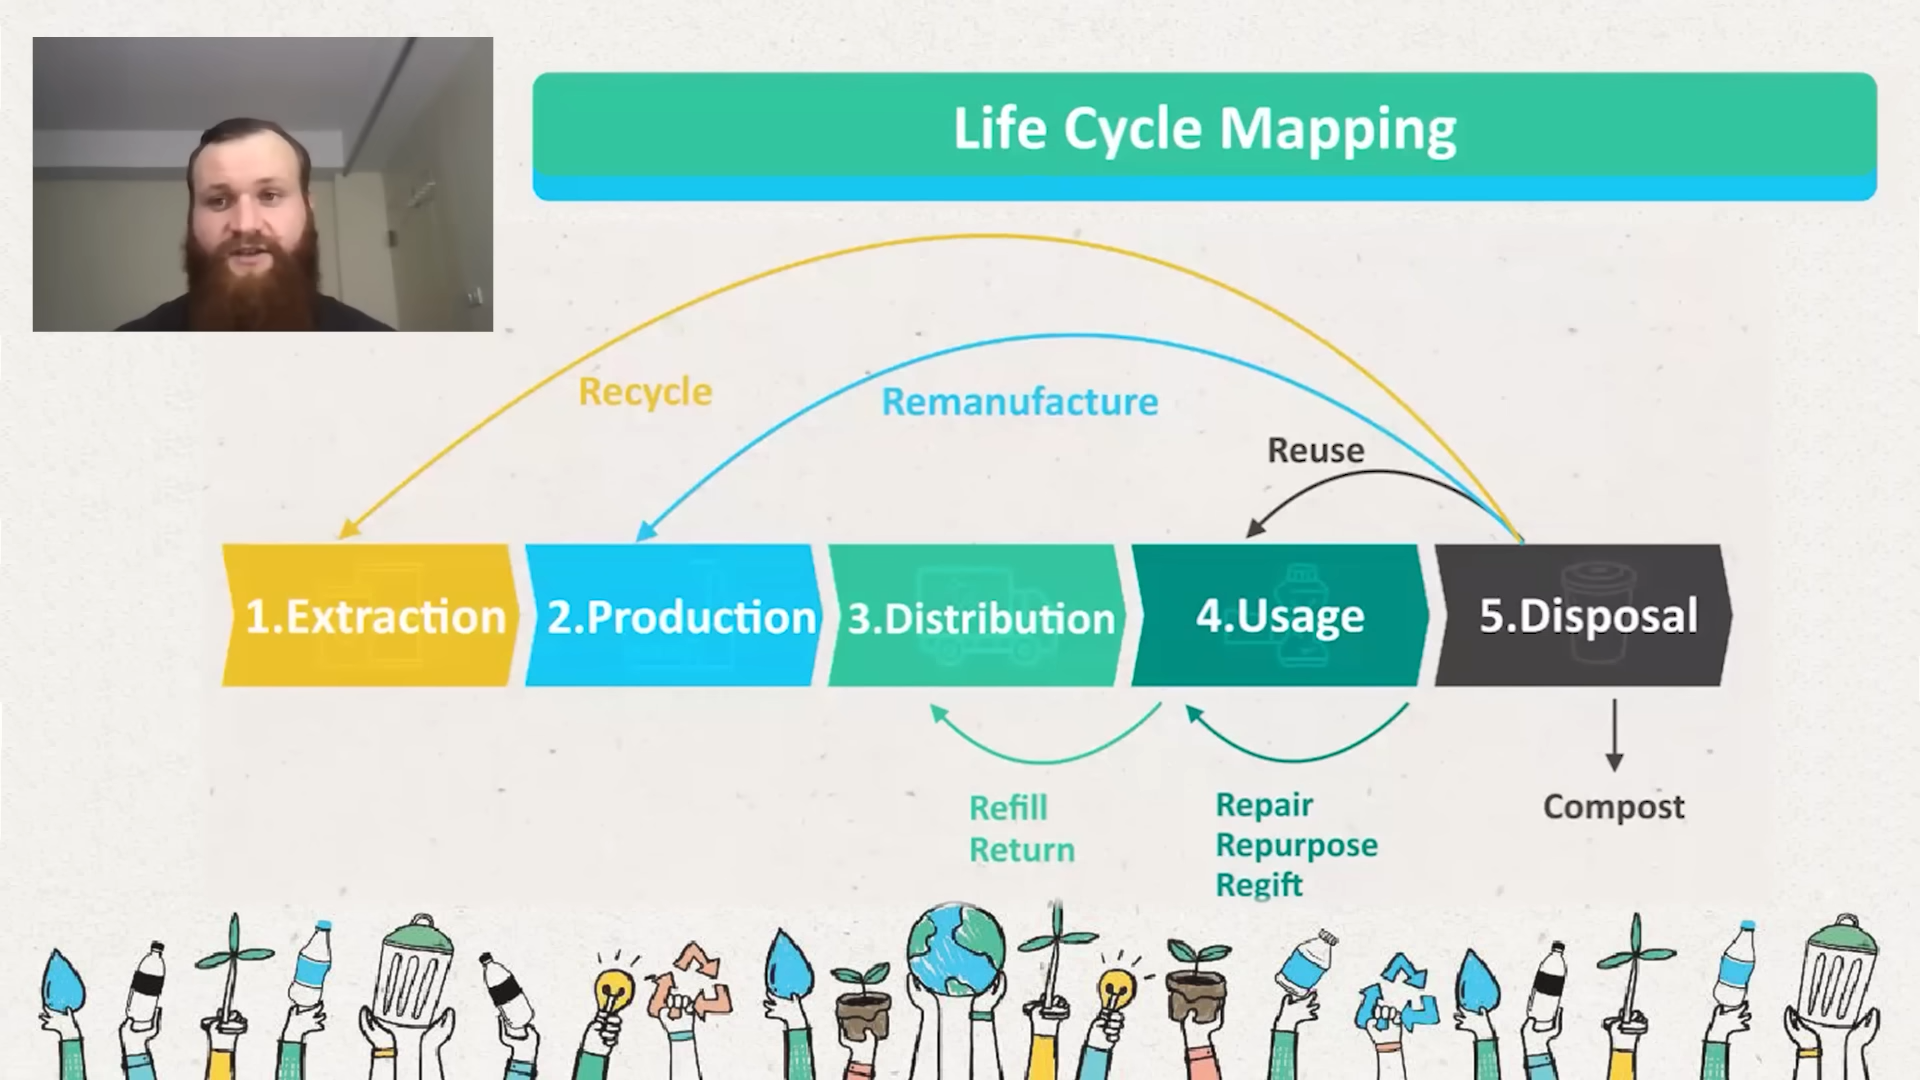 Life Cycle Mapping
Recycle
Remanufacture
Reuse
1.Extraction
2.Production
3.Distribution
4.Usage
5.Disposal
Refill
Return
Repair
Repurpose
Regift
Compost